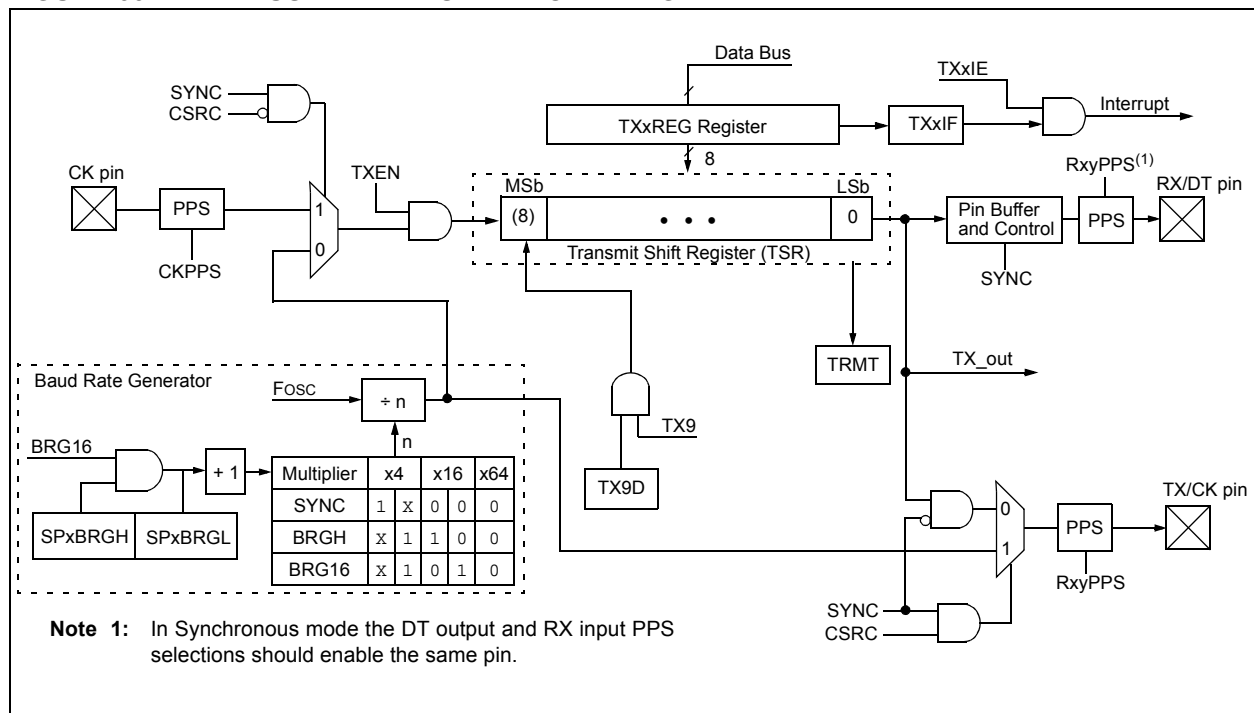 Data Bus
TXxIE
SYNC
CSRC
Interrupt
TXxREG Register
TXxIF
8
CK pin
TXEN
RxyPPS(1)
RX/DT pin
MSb
LSb
PPS
1
(8)
• • •
0
Pin Buffer
and Control
PPS
0
Transmit Shift Register (TSR)
CKPPS
SYNC
TRMT
TX_out
Baud Rate Generator
FOSC
÷ n
TX9
n
BRG16
+ 1
Multiplier x4 x16 x64
SYNC 1 X 0 0 0
BRGH X 1 1 0 0
BRG16 X 1 0 1 0
SPxBRGH SPxBRGL
TX9D
TX/CK pin
0
PPS
1
RxyPPS
SYNC
CSRC
Note 1: In Synchronous mode the DT output and RX input PPS
selections should enable the same pin.